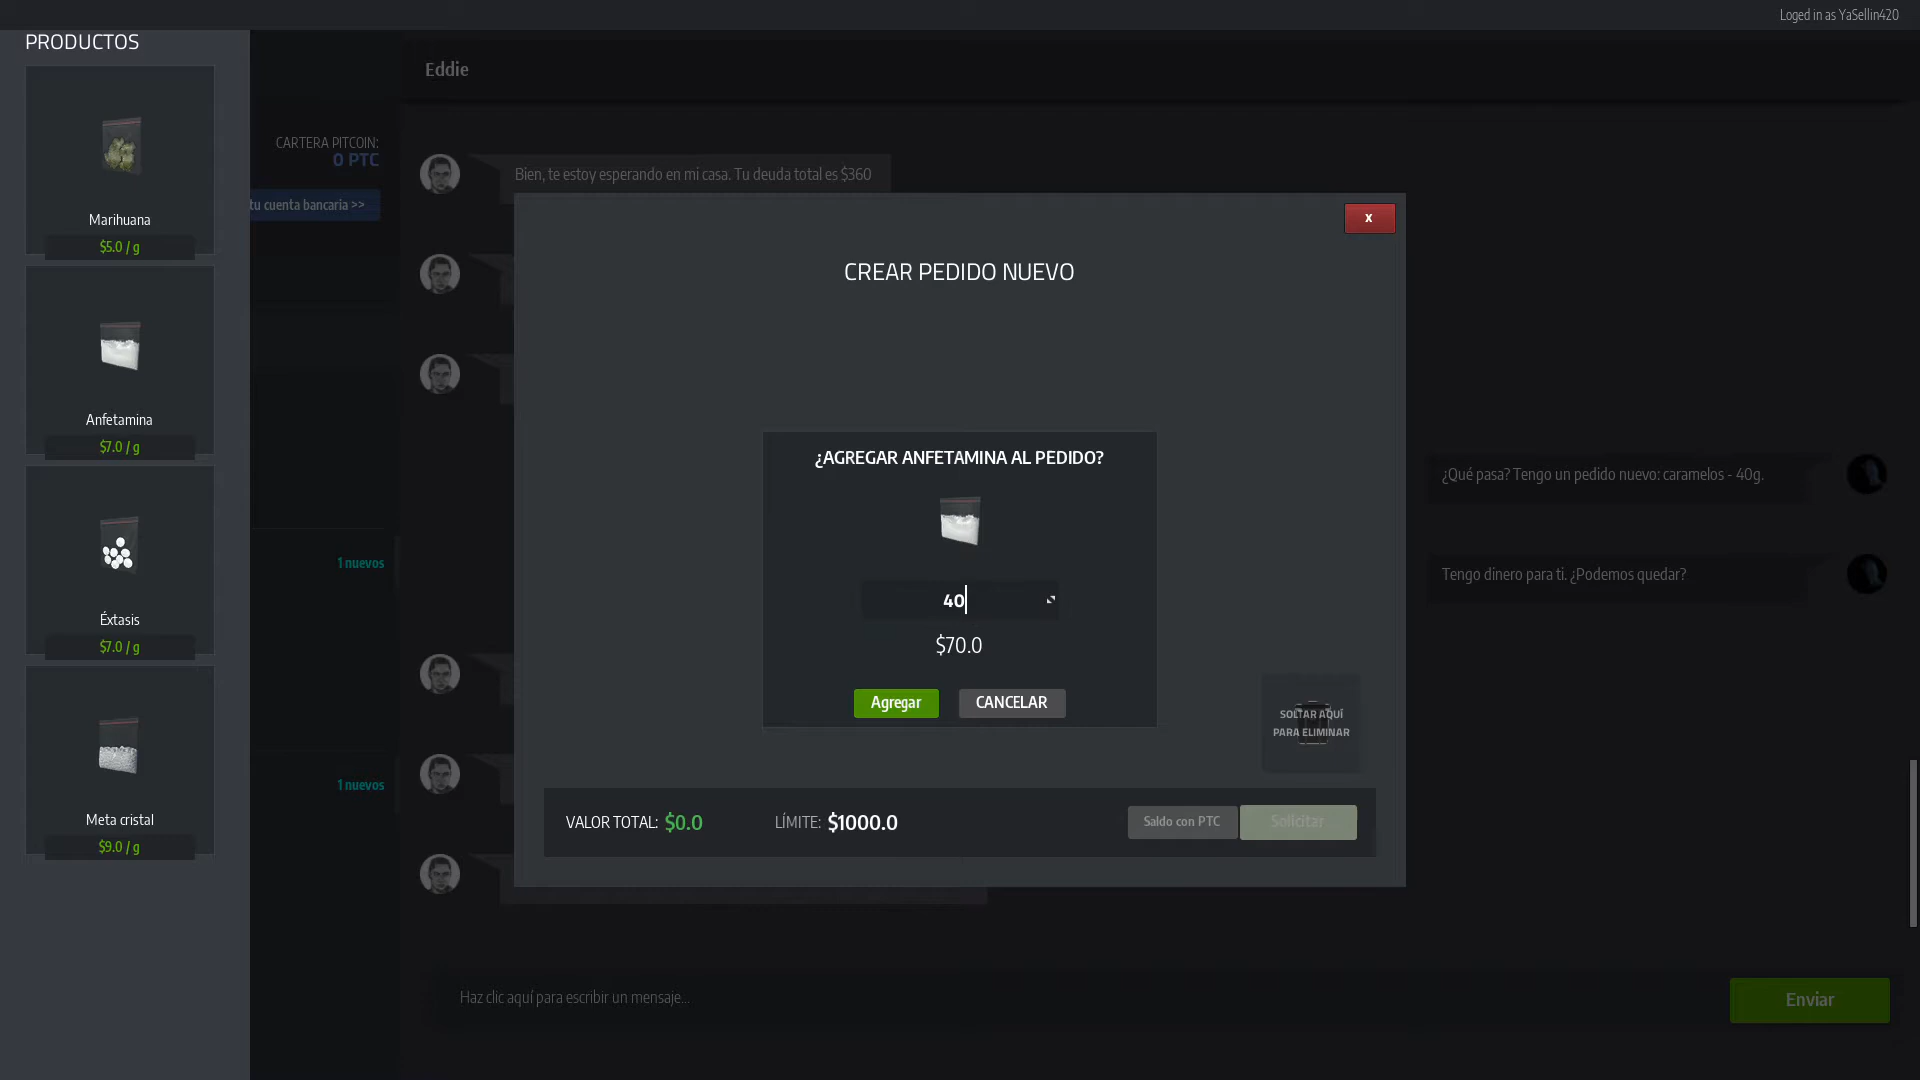 Loged in as YaSellin420
PRODUCTOS
Marihuana
$5.0 / g
Anfetamina
$7.0 / g
Éxtasis
$7.0 / g
Meta cristal
$9.0 / g
CARTERA PITCOIN:
0 PTC
tu cuenta bancaria >>
1 nuevos
1 nuevos
Eddie
Bien, te estoy esperando en mi casa. Tu deuda total es $360
x
CREAR PEDIDO NUEVO
¿AGREGAR ANFETAMINA AL PEDIDO?
40
$70.0
Agregar CANCELAR
SOLTAR AQUÍ
PARA ELIMINAR
VALOR TOTAL: $0.0 LÍMITE: $1000.0 Saldo con PTC Solicitar
¿Qué pasa? Tengo un pedido nuevo: caramelos - 40g.
Tengo dinero para ti. ¿Podemos quedar?
Haz clic aquí para escribir un mensaje...
Enviar